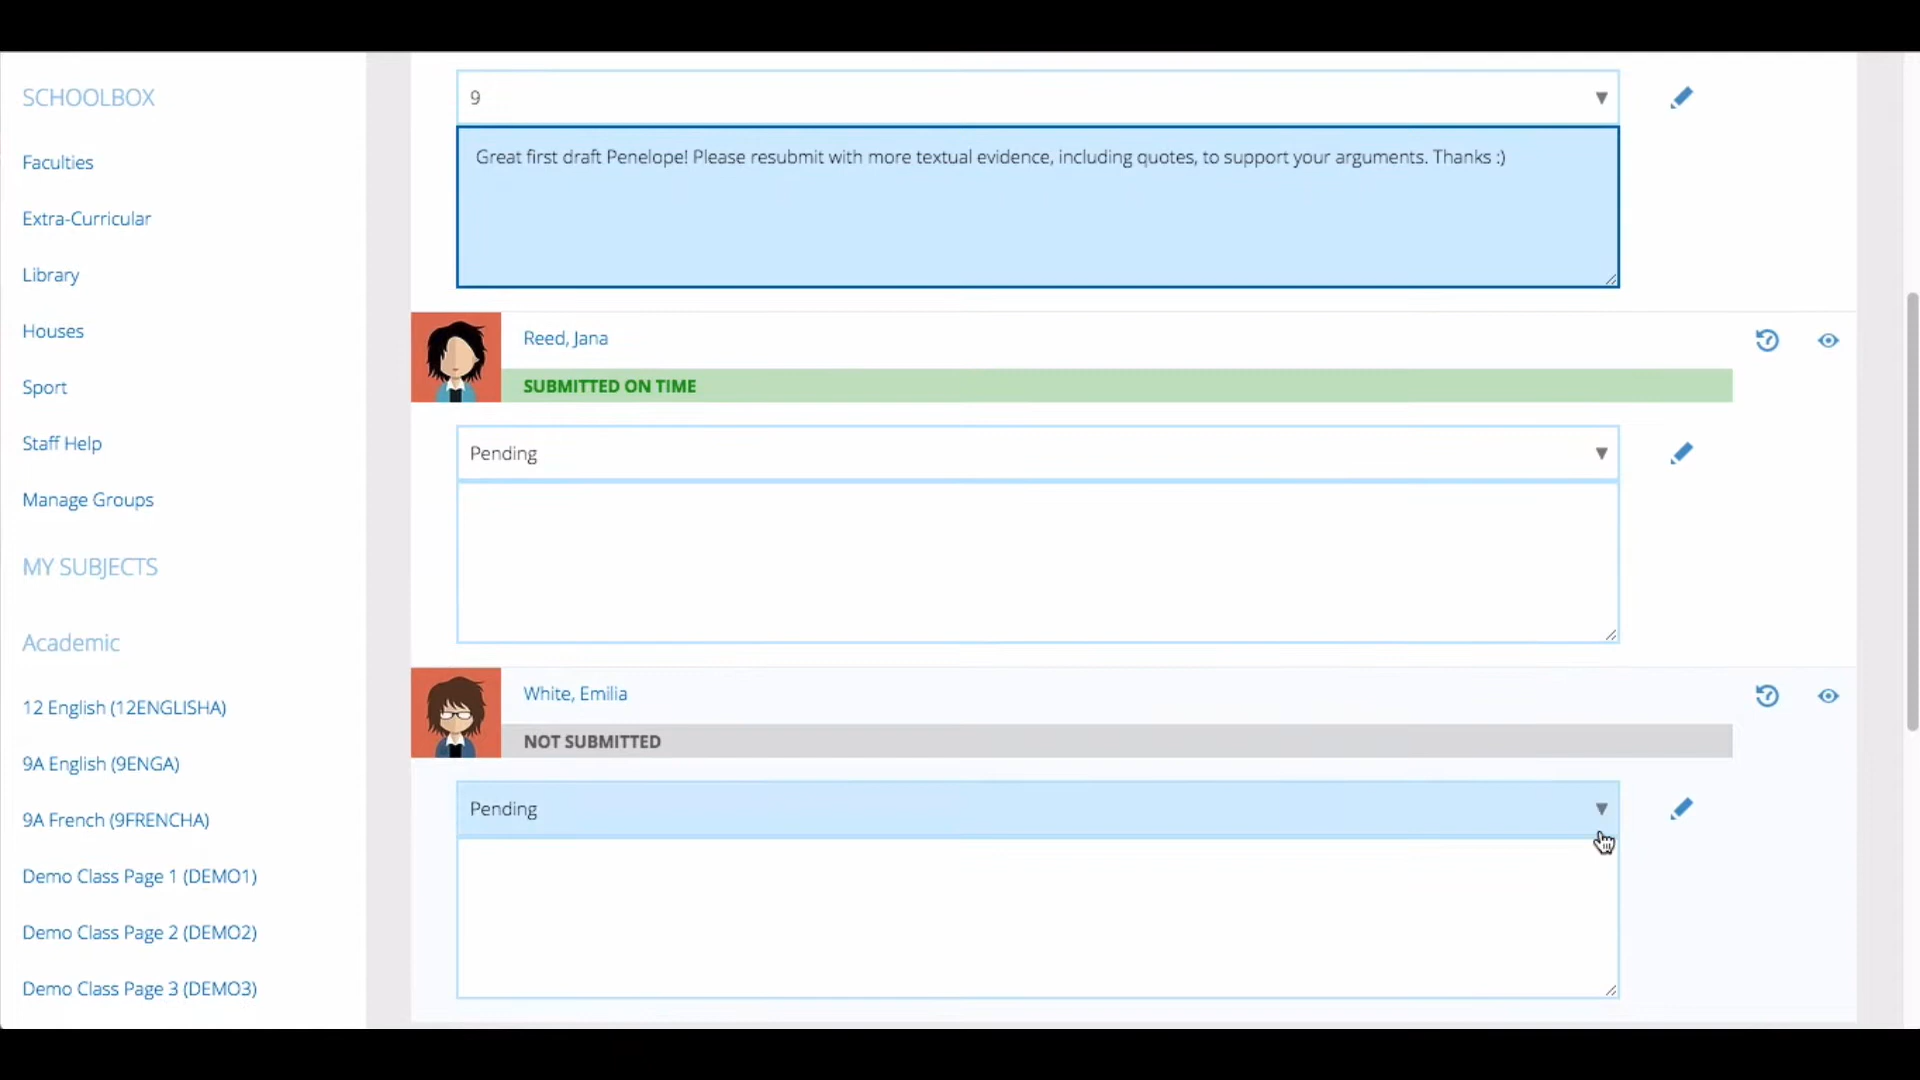 SCHOOLBOX
Faculties
Extra-Curricular
Library
Houses
Sport
Staff Help
Manage Groups
MY SUBJECTS
Academic
12 English (12ENGLISHA)
9A English (9ENGA)
9A French (9FRENCHA)
Demo Class Page 1 (DEMO1)
Demo Class Page 2 (DEMO2)
Demo Class Page 3 (DEMO3)
9
Great first draft Penelope! Please resubmit with more textual evidence, including quotes, to support your arguments. Thanks :)
Reed, Jana
SUBMITTED ON TIME
Pending
White, Emilia
NOT SUBMITTED
Pending